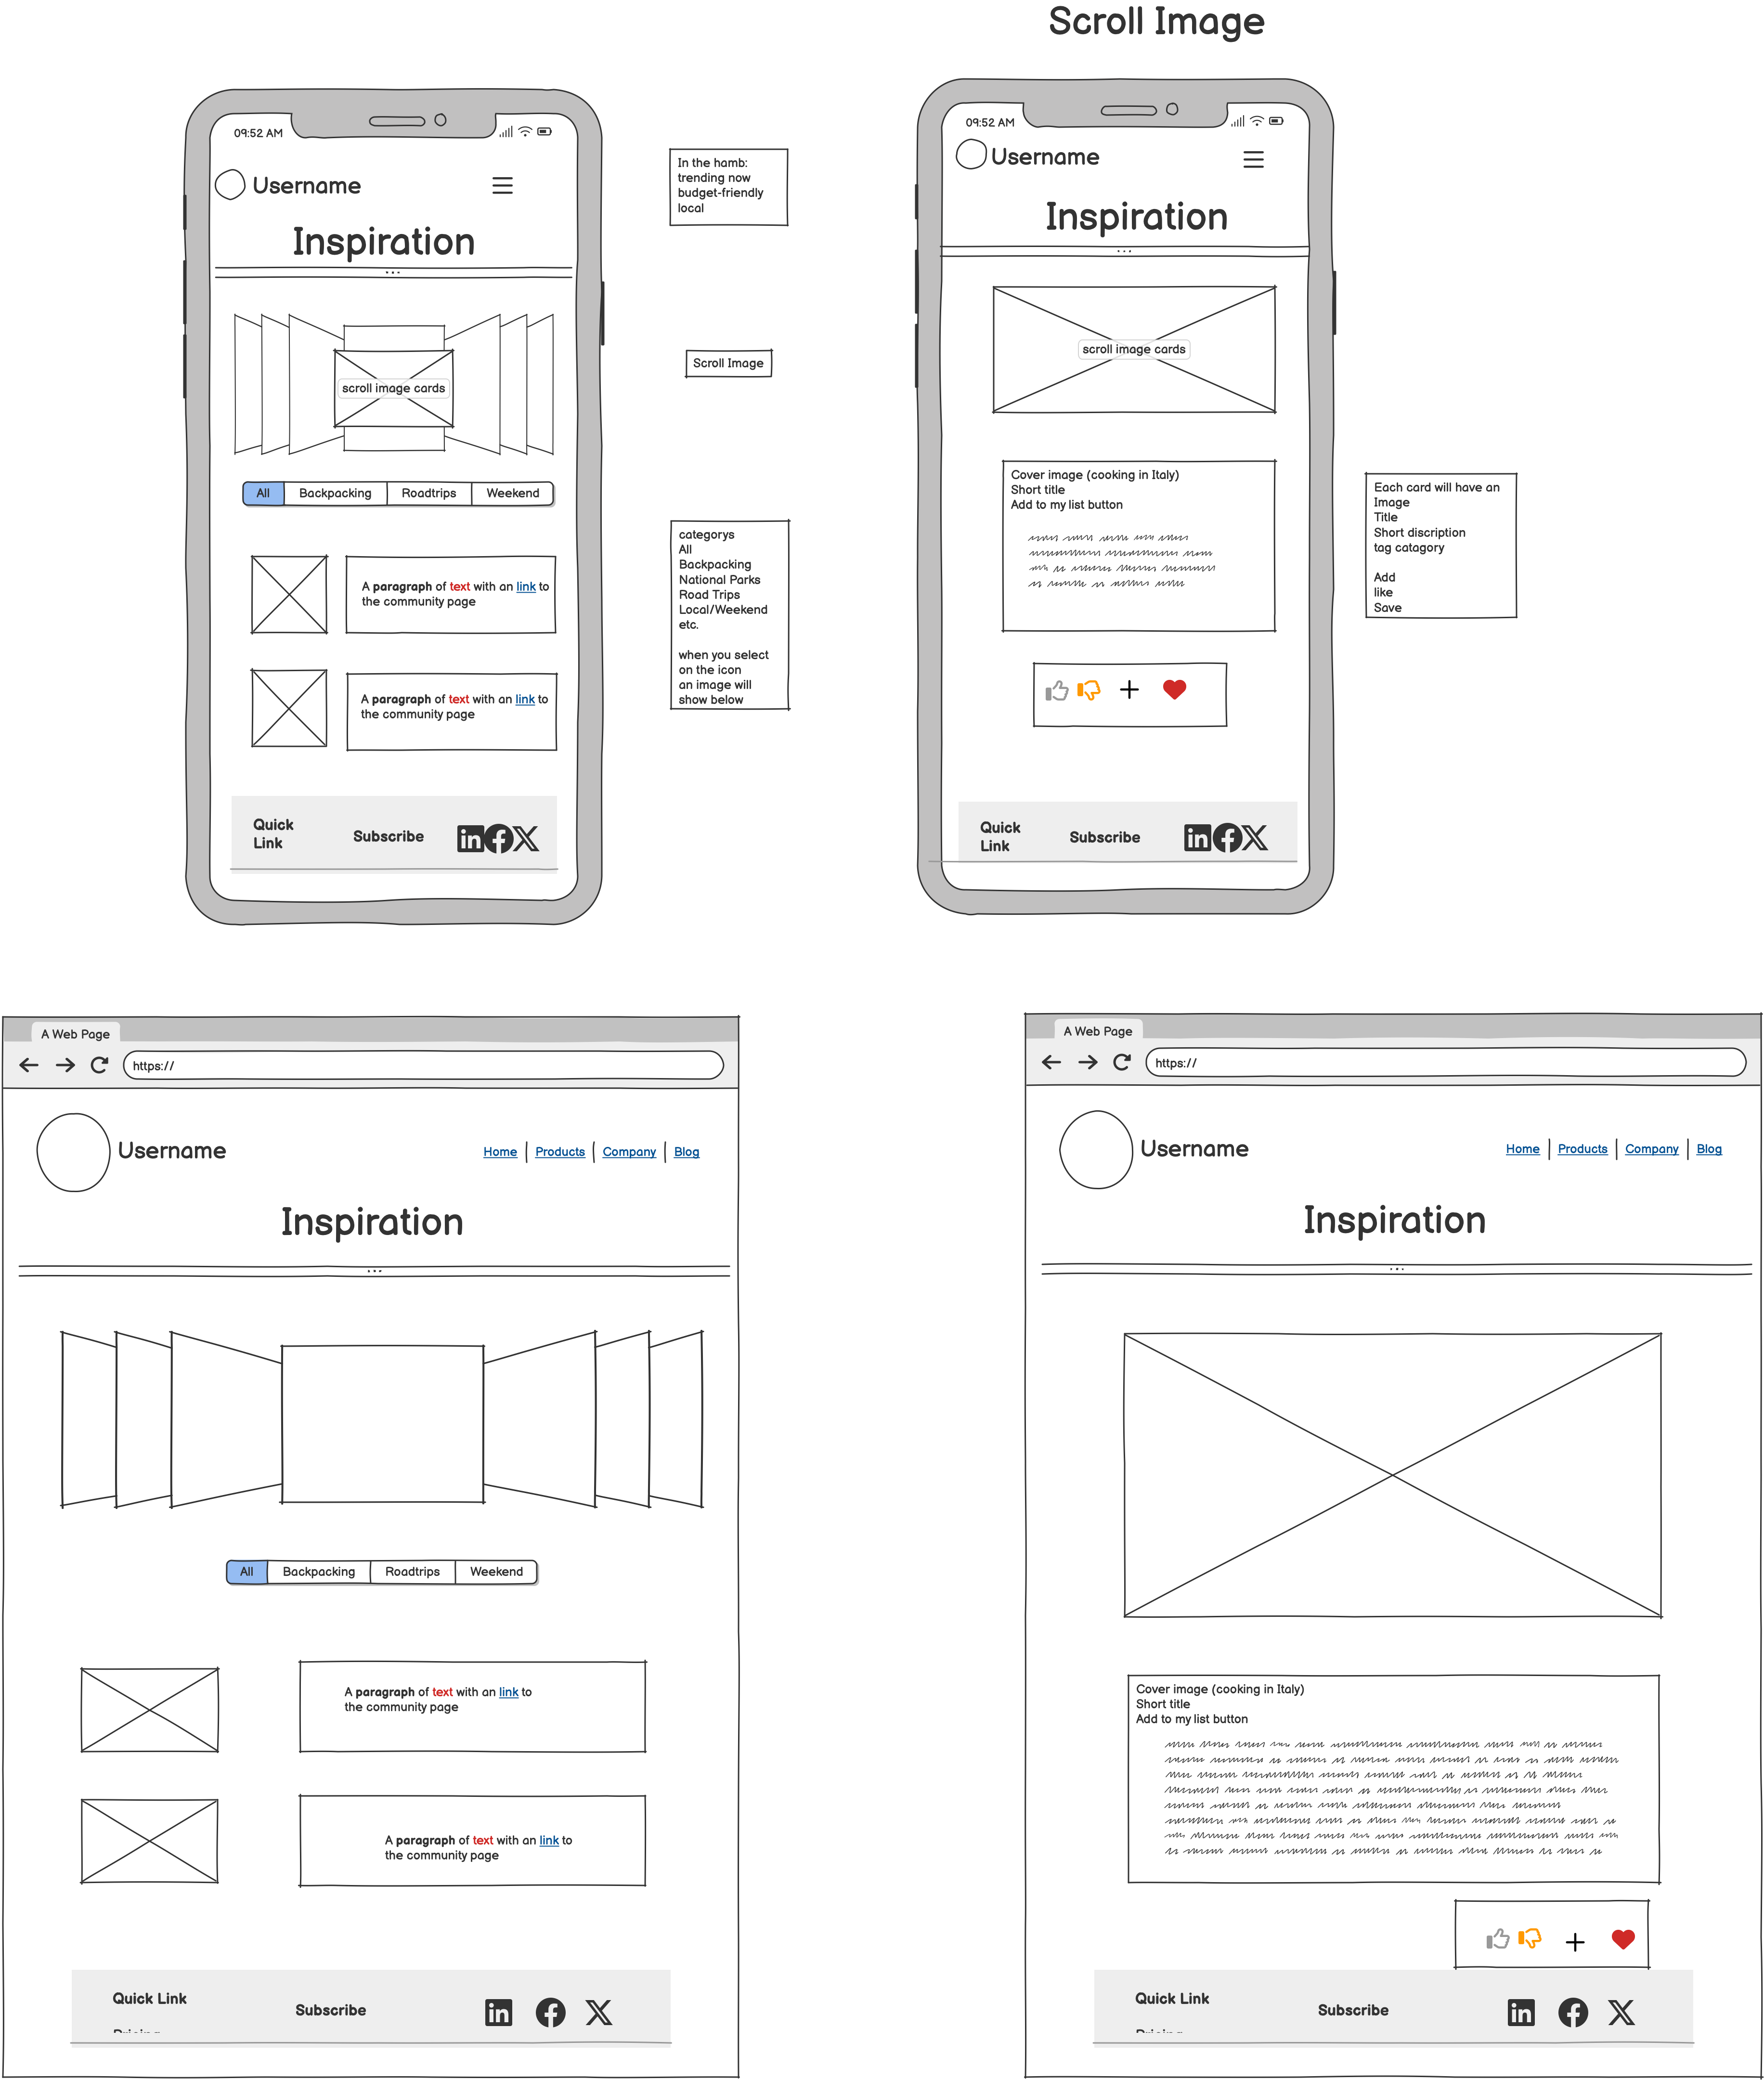 Scroll Image
09:52 AM
Username
Inspiration
...
scroll image cards
All
Backpacking
Roadtrips
Weekend
A paragraph of text with an link to
the community page
A paragraph of text with an link to
the community page
Quick
Link
Subscribe
In the hamb:
trending now
budget-friendly
local
Scroll Image
categorys
All
Backpacking
National Parks
Road Trips
Local/Weekend
etc.
when you select
on the icon
an image will
show below
09:52 AM
Username
Inspiration
...
scroll image cards
Cover image (cooking in Italy)
Short title
Add to my list button
Quick
Link
Subscribe
Each card will have an
Image
Title
Short discription
tag catagory
Add
like
Save
A Web Page
https://
Username
Home
Products
Company
Blog
Inspiration
...
All
Backpacking
Roadtrips
Weekend
A paragraph of text with an link to
the community page
A paragraph of text with an link to
the community page
Quick Link
Subscribe
A Web Page
https://
Username
Home
Products
Company
Blog
Inspiration
...
Cover image (cooking in Italy)
Short title
Add to my list button
Quick Link
Subscribe